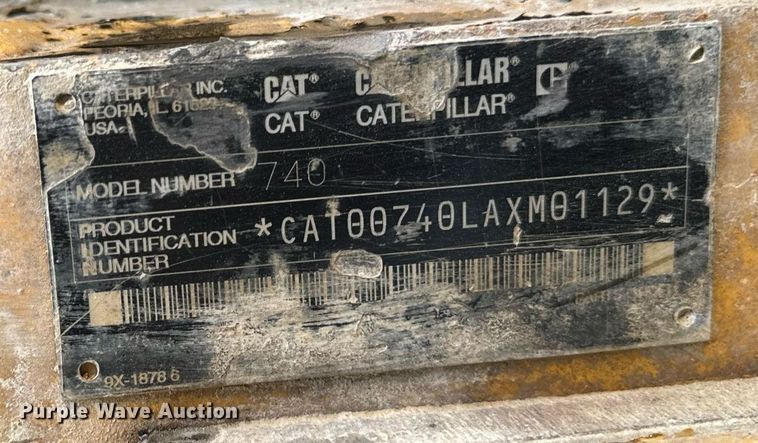 CATERPILLAR INC. CAT® CATERPILLAR®
PEORIA, IL 61629 CAT® CATERPILLAR®
USA
MODEL NUMBER 740
PRODUCT
IDENTIFICATION
NUMBER *CAT00740LAXM01129*
9X-1878 6
Purple Wave Auction